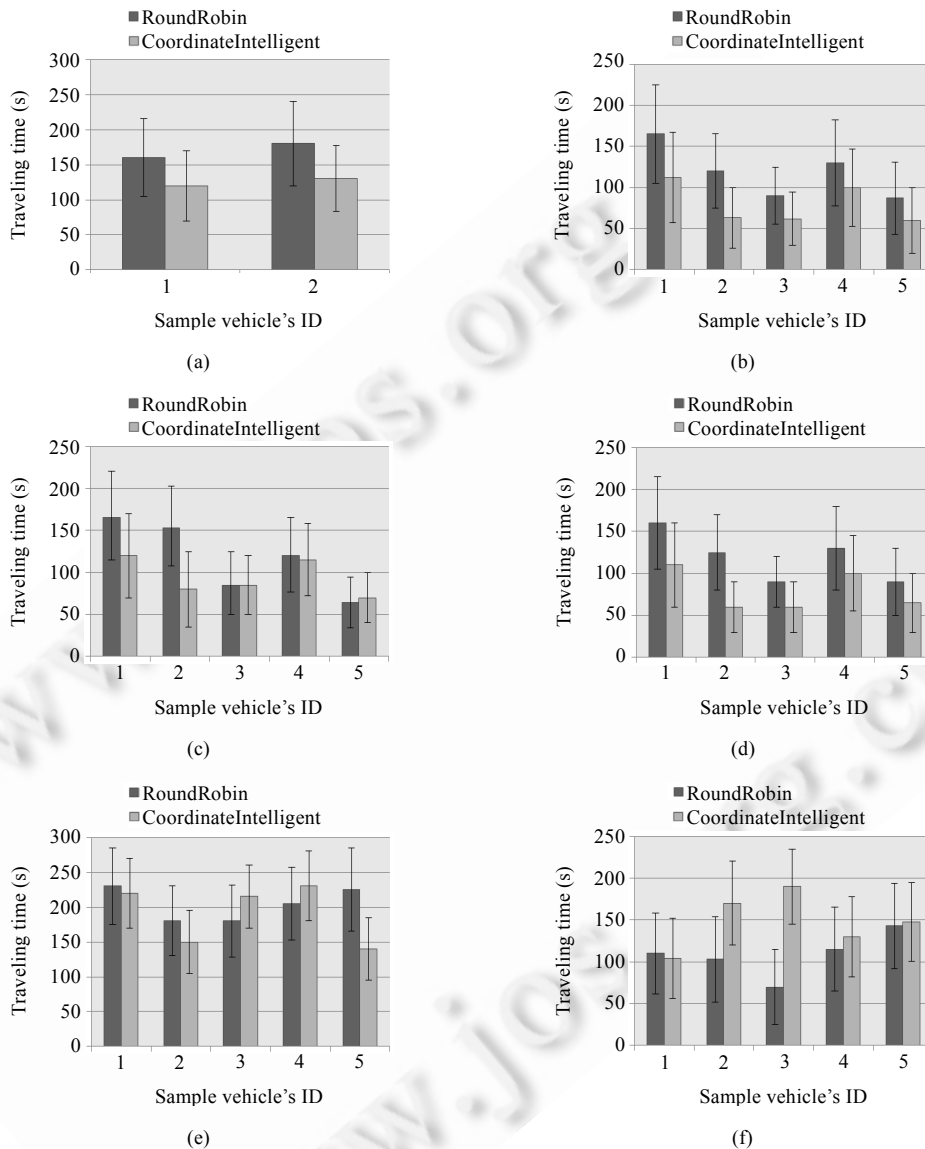 RoundRobin
CoordinateIntelligent
Traveling time (s)
300
250
200
150
100
50
0
1 2
Sample vehicle’s ID
(a)
RoundRobin
CoordinateIntelligent
Traveling time (s)
250
200
150
100
50
0
1 2 3 4 5
Sample vehicle’s ID
(b)
RoundRobin
CoordinateIntelligent
Traveling time (s)
250
200
150
100
50
0
1 2 3 4 5
Sample vehicle’s ID
(c)
RoundRobin
CoordinateIntelligent
Traveling time (s)
250
200
150
100
50
0
1 2 3 4 5
Sample vehicle’s ID
(d)
RoundRobin
CoordinateIntelligent
Traveling time (s)
300
250
200
150
100
50
0
1 2 3 4 5
Sample vehicle’s ID
(e)
RoundRobin
CoordinateIntelligent
Traveling time (s)
250
200
150
100
50
0
1 2 3 4 5
Sample vehicle’s ID
(f)